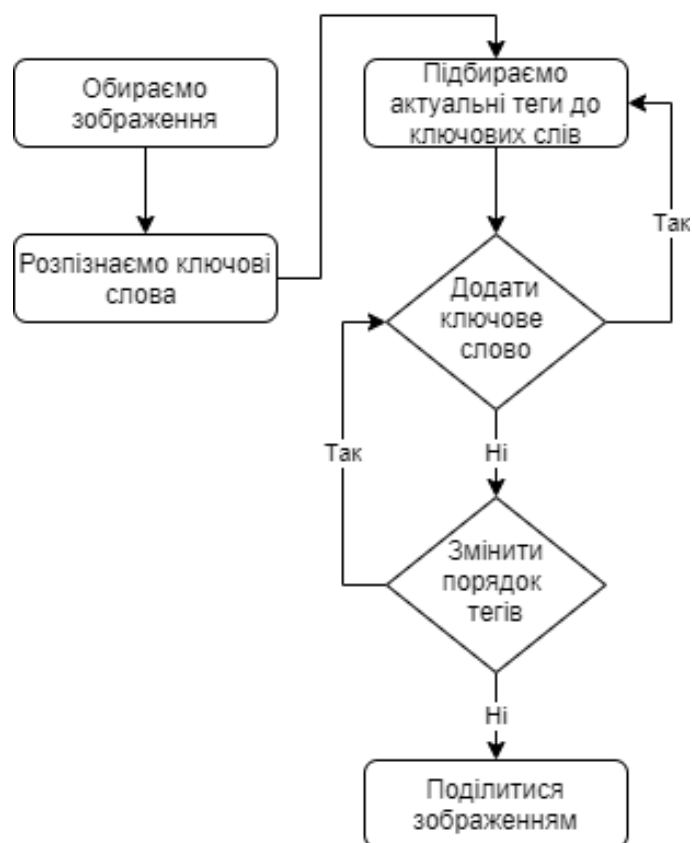 Обираємо
зображення
Розпізнаємо ключові
слова
Підбираємо
актуальні теги до
ключових слів
Так
Додати
ключове
слово
Так
Ні
Змінити
порядок
тегів
Ні
Поділитися
зображенням